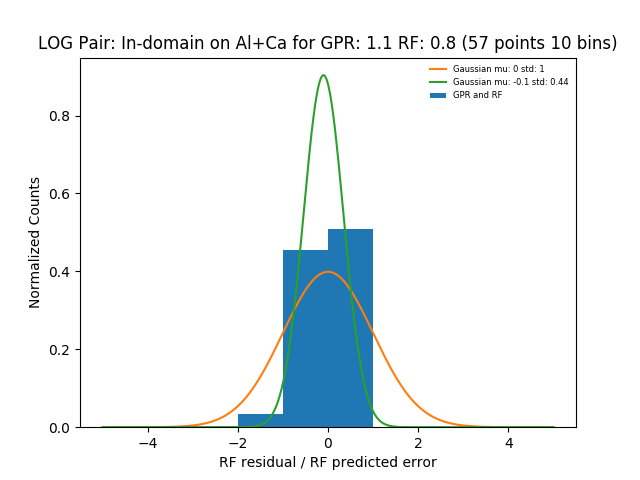 LOG Pair: In-domain on Al+Ca for GPR: 1.1 RF: 0.8 (57 points 10 bins)
Gaussian mu: 0 std: 1
Gaussian mu: -0.1 std: 0.44
GPR and RF
Normalized Counts
0.8
0.6
0.4
0.2
0.0
−4
−2
0
2
4
RF residual / RF predicted error